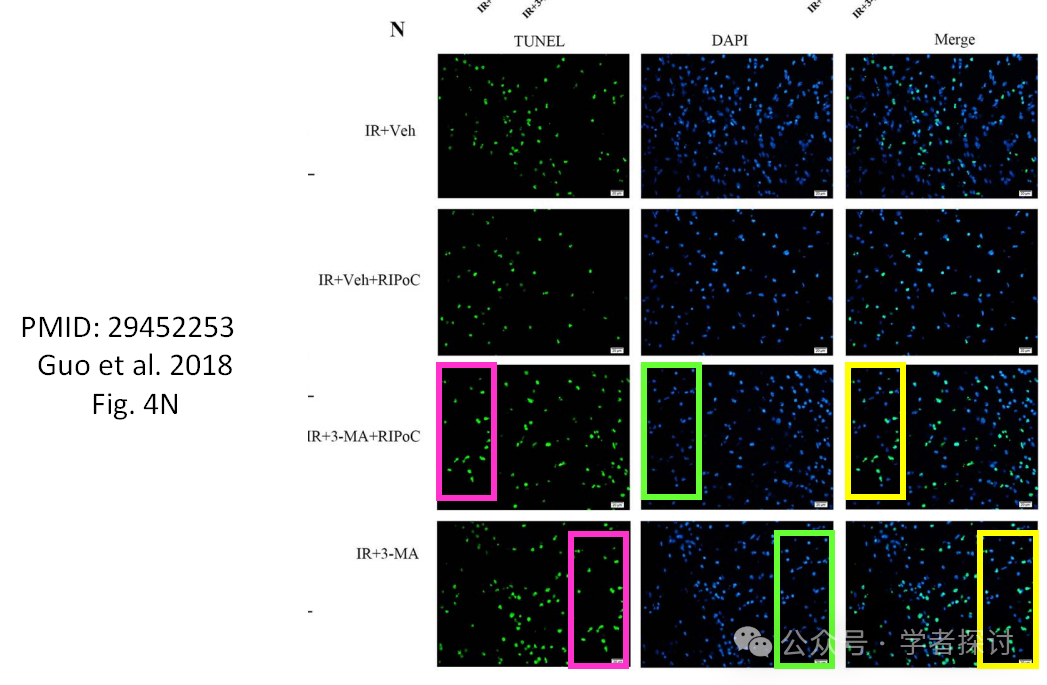 N
TUNEL DAPI Merge
IR+Veh
IR+Veh+RIPoC
IR+3-MA+RIPoC
IR+3-MA
PMID: 29452253
Guo et al. 2018
Fig. 4N
公众号 · 学者探讨